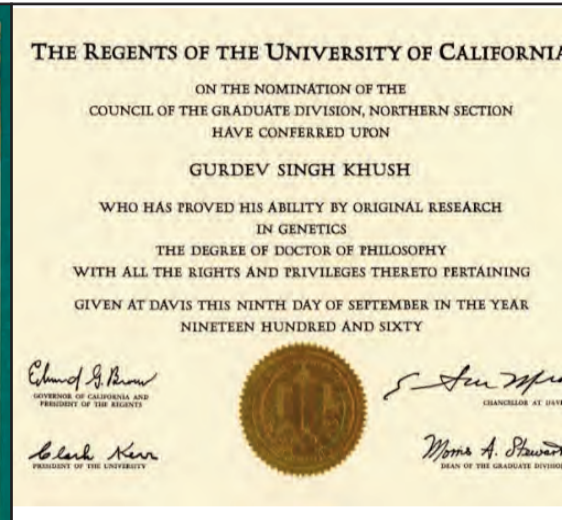 THE REGENTS OF THE UNIVERSITY OF CALIFORNIA
ON THE NOMINATION OF THE
COUNCIL OF THE GRADUATE DIVISION, NORTHERN SECTION
HAVE CONFERRED UPON
GURDEV SINGH KHUSH
WHO HAS PROVED HIS ABILITY BY ORIGINAL RESEARCH
IN GENETICS
THE DEGREE OF DOCTOR OF PHILOSOPHY
WITH ALL THE RIGHTS AND PRIVILEGES THERETO PERTAINING
GIVEN AT DAVIS THIS NINTH DAY OF SEPTEMBER IN THE YEAR
NINETEEN HUNDRED AND SIXTY
Edmund G. Brown
GOVERNOR OF CALIFORNIA AND
PRESIDENT OF THE REGENTS
CHANCELLOR AT DAVI
Clark Kerr
PRESIDENT OF THE UNIVERSITY
Morris A. Stewart
DEAN OF THE GRADUATE DIVISION